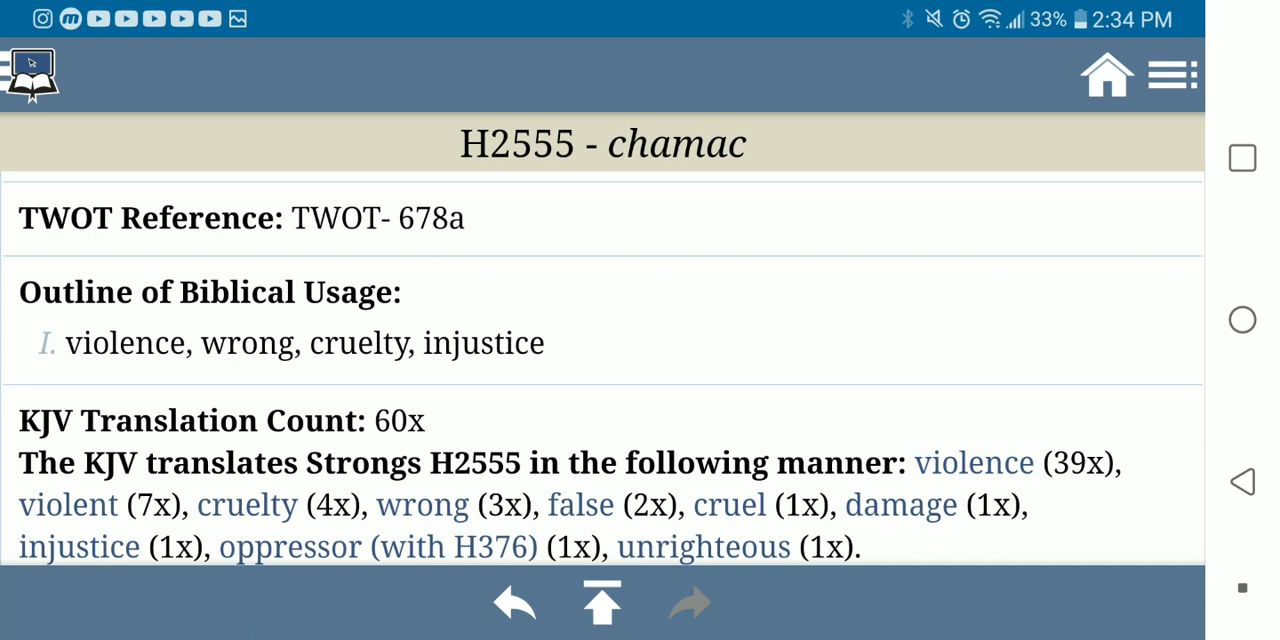 33% 2:34 PM
H2555 - chamac
TWOT Reference: TWOT- 678a
Outline of Biblical Usage:
I. violence, wrong, cruelty, injustice
KJV Translation Count: 60x
The KJV translates Strongs H2555 in the following manner: violence (39x),
violent (7x), cruelty (4x), wrong (3x), false (2x), cruel (1x), damage (1x),
injustice (1x), oppressor (with H376) (1x), unrighteous (1x).